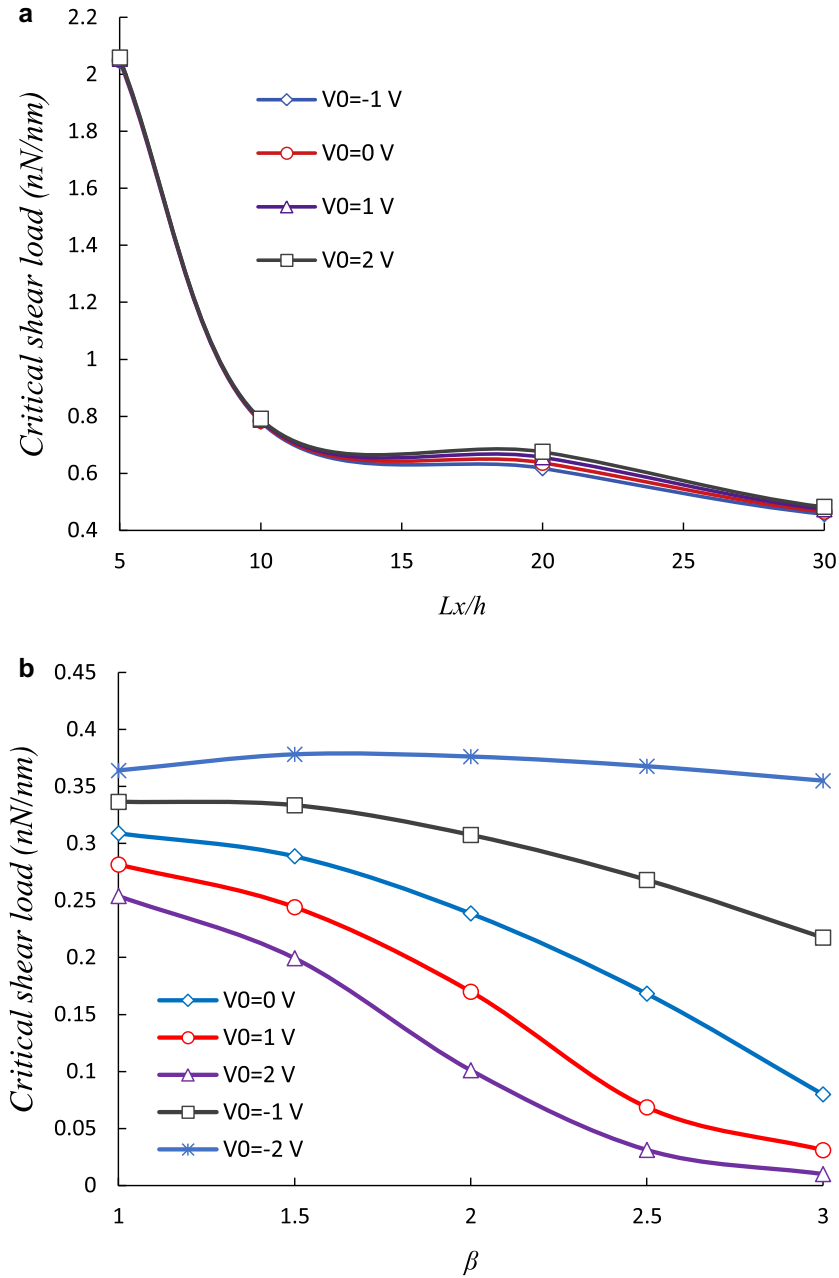 a
2.2
2
1.8
1.6
1.4
1.2
1
0.8
0.6
0.4
Critical shear load (nN/nm)
V0=-1 V
V0=0 V
V0=1 V
V0=2 V
5
10
15
20
25
30
Lx/h
b
0.45
0.4
0.35
0.3
0.25
0.2
0.15
0.1
0.05
0
Critical shear load (nN/nm)
V0=0 V
V0=1 V
V0=2 V
V0=-1 V
V0=-2 V
1
1.5
2
2.5
3
β